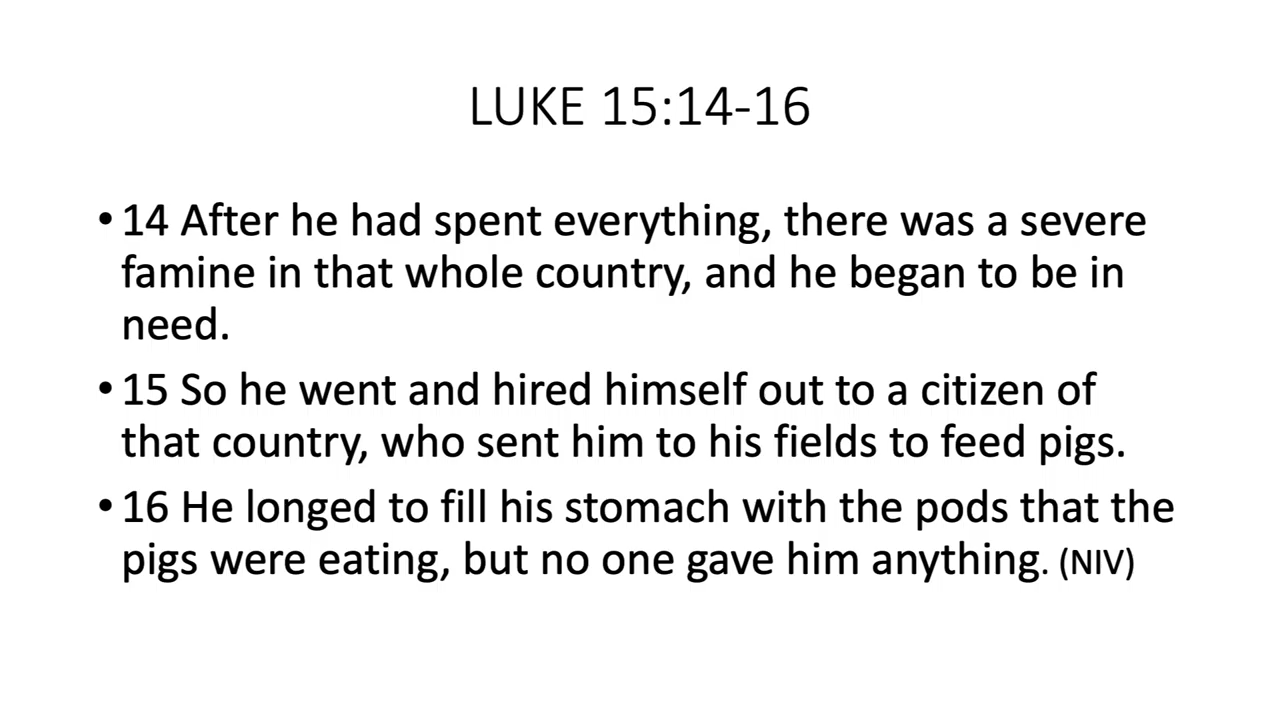 LUKE 15:14-16
• 14 After he had spent everything, there was a severe
famine in that whole country, and he began to be in
need.
• 15 So he went and hired himself out to a citizen of
that country, who sent him to his fields to feed pigs.
• 16 He longed to fill his stomach with the pods that the
pigs were eating, but no one gave him anything. (NIV)